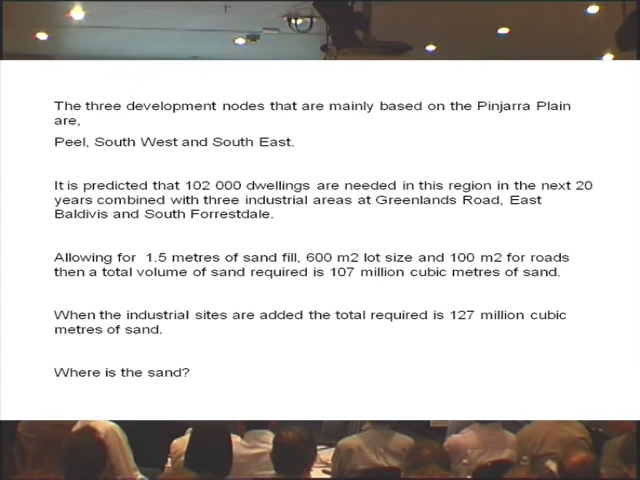 The three development nodes that are mainly based on the Pinjarra Plain
are,
Peel, South West and South East.
It is predicted that 102 000 dwellings are needed in this region in the next 20
years combined with three industrial areas at Greenlands Road, East
Baldivis and South Forrestdale.
Allowing for  1.5 metres of sand fill, 600 m2 lot size and 100 m2 for roads
then a total volume of sand required is 107 million cubic metres of sand.
When the industrial sites are added the total required is 127 million cubic
metres of sand.
Where is the sand?